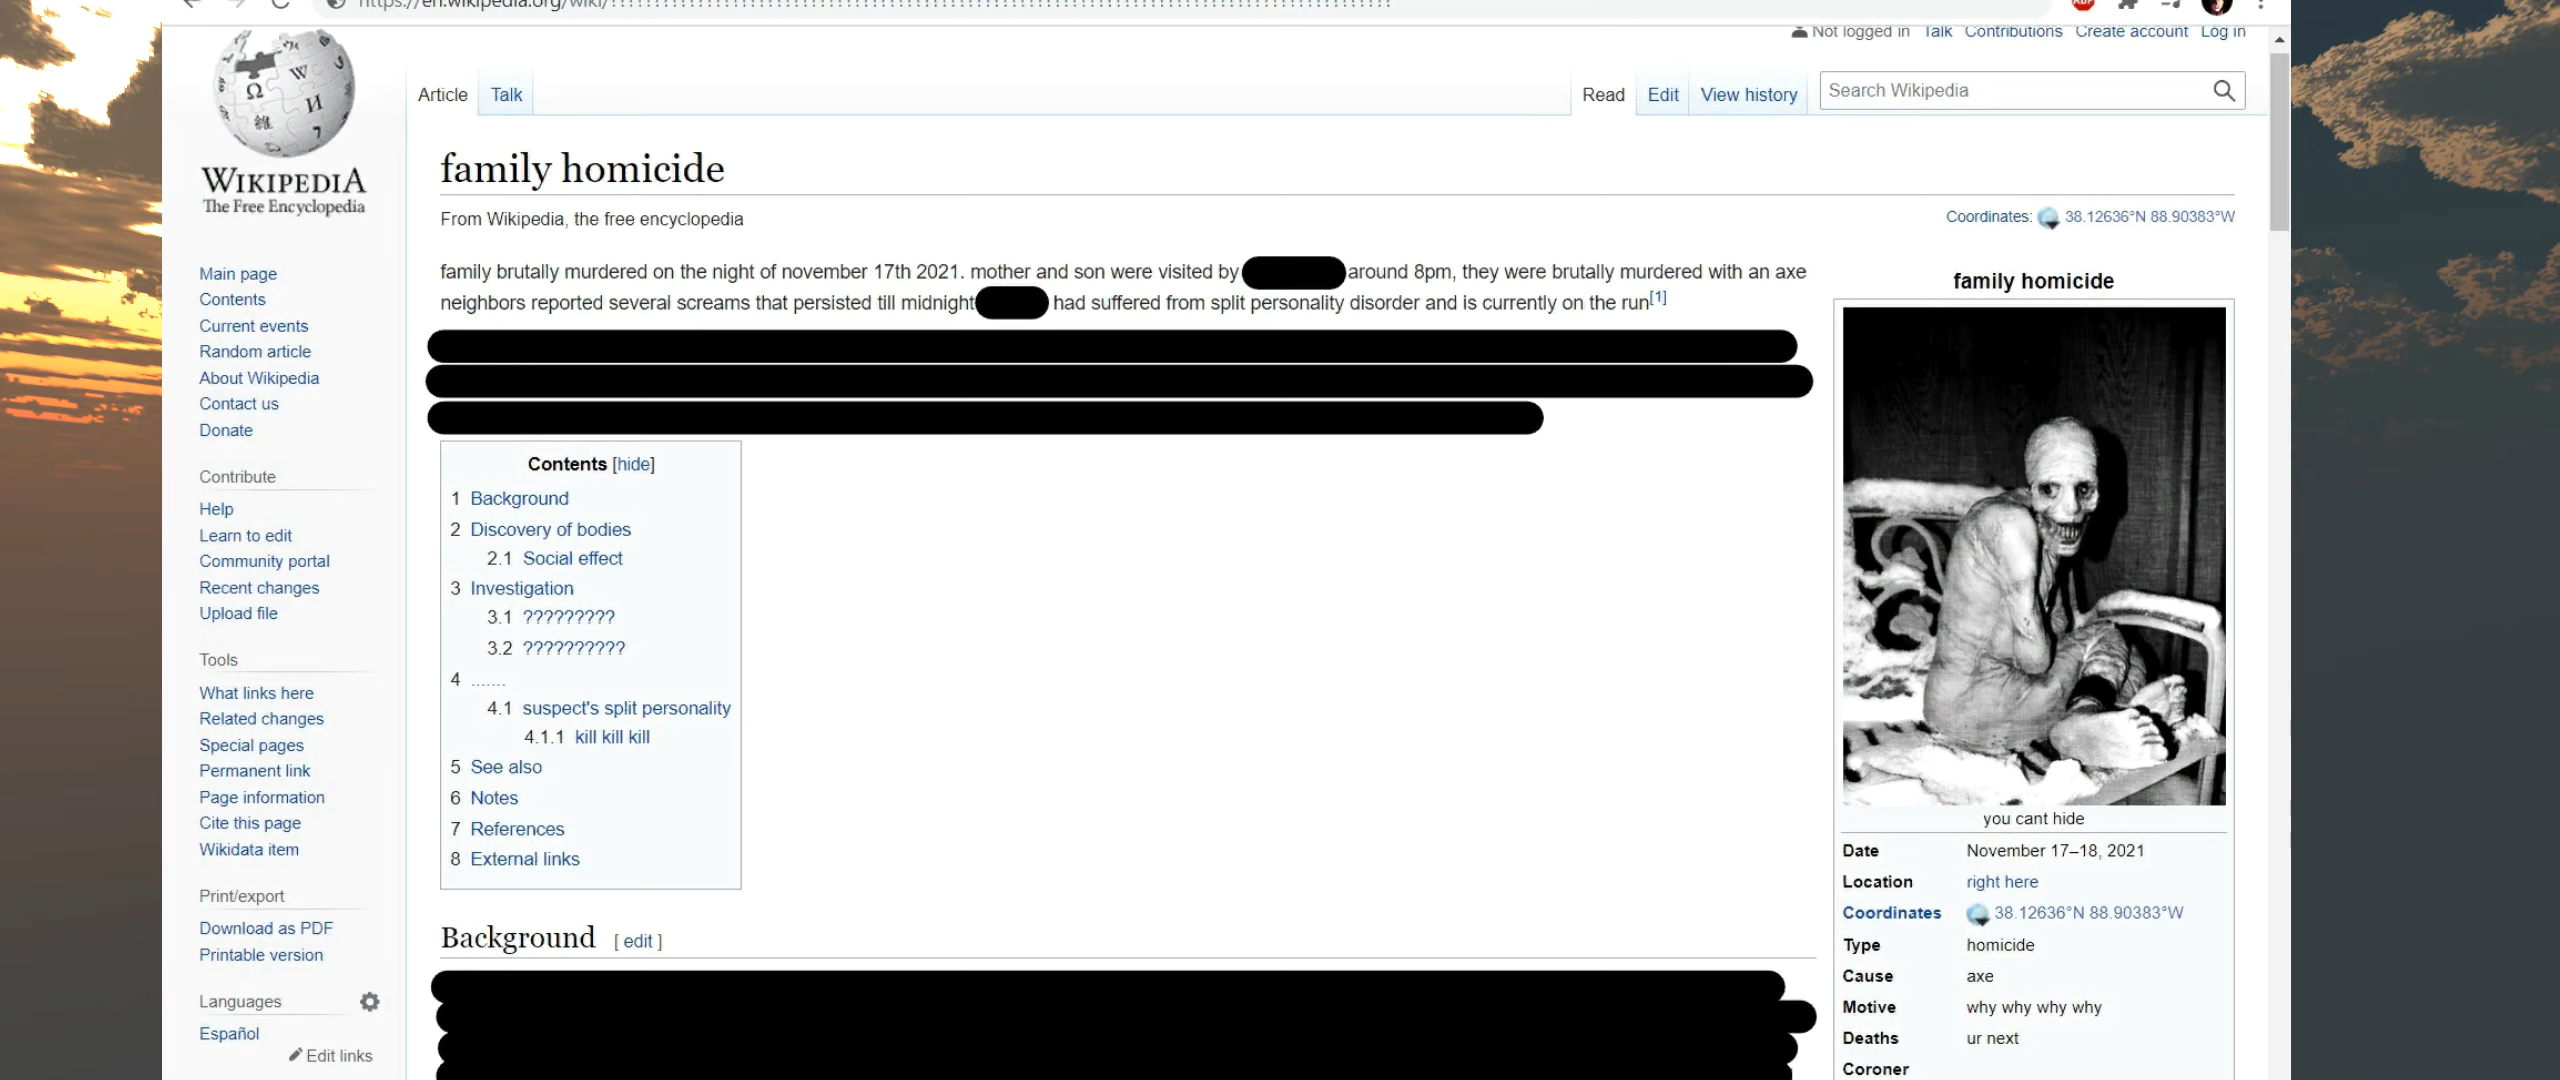 Not logged in Talk Contributions Create account Log in
Article Talk Read Edit View history Search Wikipedia
WIKIPEDIA
The Free Encyclopedia
family homicide
From Wikipedia, the free encyclopedia
Coordinates: 38.12636°N 88.90383°W
family brutally murdered on the night of november 17th 2021. mother and son were visited by around 8pm, they were brutally murdered with an axe
neighbors reported several screams that persisted till midnight had suffered from split personality disorder and is currently on the run[1]
Main page
Contents
Current events
Random article
About Wikipedia
Contact us
Donate
Contribute
Help
Learn to edit
Community portal
Recent changes
Upload file
Tools
What links here
Related changes
Special pages
Permanent link
Page information
Cite this page
Wikidata item
Print/export
Download as PDF
Printable version
Languages
Español
Edit links
Contents [hide]
1 Background
2 Discovery of bodies
2.1 Social effect
3 Investigation
3.1 ?????????
3.2 ??????????
4 .......
4.1 suspect's split personality
4.1.1 kill kill kill
5 See also
6 Notes
7 References
8 External links
Background [ edit ]
family homicide
you cant hide
Date November 17–18, 2021
Location right here
Coordinates 38.12636°N 88.90383°W
Type homicide
Cause axe
Motive why why why why
Deaths ur next
Coroner